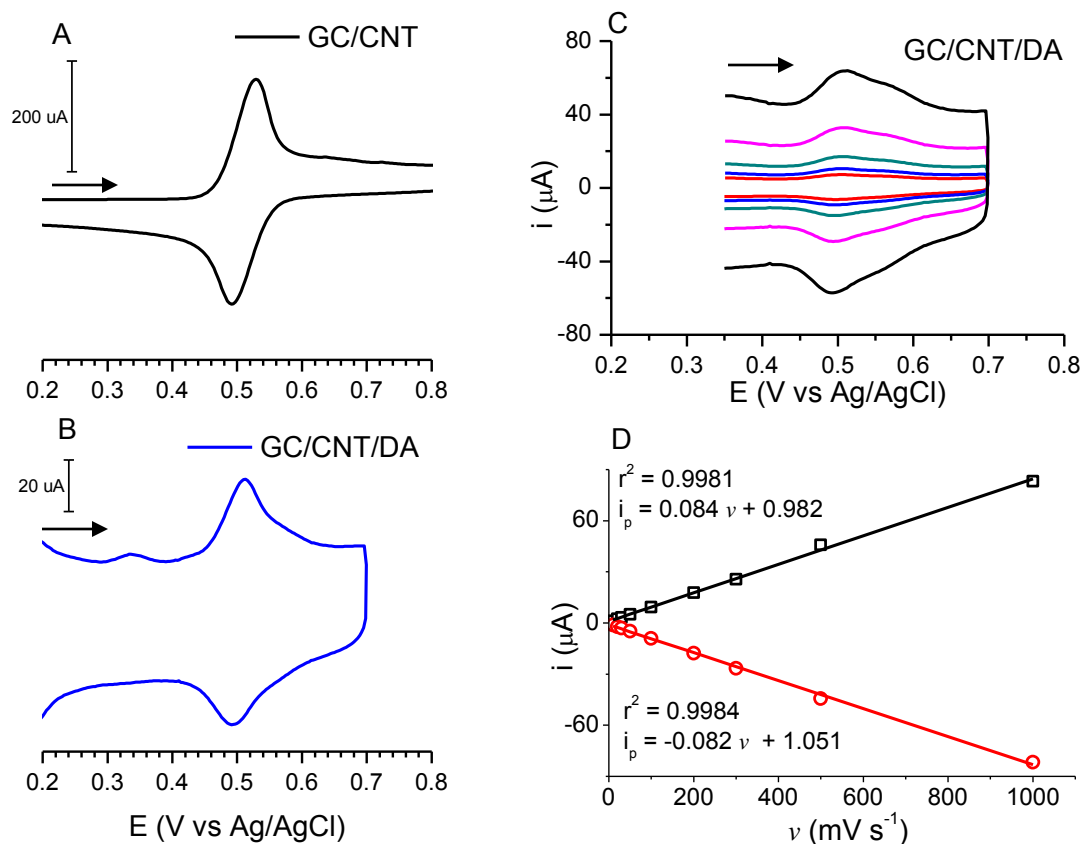 A
GC/CNT
200 uA
0.2 0.3 0.4 0.5 0.6 0.7 0.8
B
GC/CNT/DA
20 uA
0.2 0.3 0.4 0.5 0.6 0.7 0.8
E (V vs Ag/AgCl)
C
GC/CNT/DA
80
40
0
-40
-80
i (μA)
0.2 0.3 0.4 0.5 0.6 0.7 0.8
E (V vs Ag/AgCl)
D
r² = 0.9981
iₚ = 0.084 ν + 0.982
60
0
-60
i (μA)
r² = 0.9984
iₚ = -0.082 ν + 1.051
0 200 400 600 800 1000
ν (mV s⁻¹)